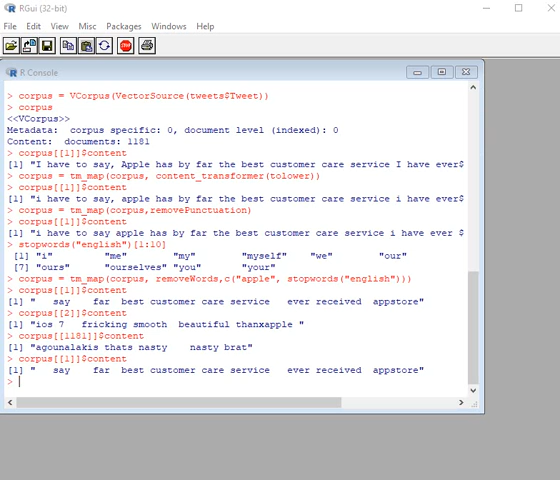 RGui (32-bit)
File Edit View Misc Packages Windows Help
STOP
R Console
> corpus = VCorpus(VectorSource(tweets$Tweet))
> corpus
<<VCorpus>>
Metadata:  corpus specific: 0, document level (indexed): 0
Content:  documents: 1181
> corpus[[1]]$content
[1] "I have to say, Apple has by far the best customer care service I have ever$
> corpus = tm_map(corpus, content_transformer(tolower))
> corpus[[1]]$content
[1] "i have to say, apple has by far the best customer care service i have ever$
> corpus = tm_map(corpus,removePunctuation)
> corpus[[1]]$content
[1] "i have to say apple has by far the best customer care service i have ever $
> stopwords("english")[1:10]
[1] "i" "me" "my" "myself" "we" "our"
[7] "ours" "ourselves" "you" "your"
> corpus = tm_map(corpus, removeWords,c("apple", stopwords("english")))
> corpus[[1]]$content
[1] "   say    far  best customer care service   ever received  appstore"
> corpus[[2]]$content
[1] "ios 7   fricking smooth  beautiful thanxapple "
> corpus[[1181]]$content
[1] "agounalakis thats nasty    nasty brat"
> corpus[[1]]$content
[1] "   say    far  best customer care service   ever received  appstore"
>